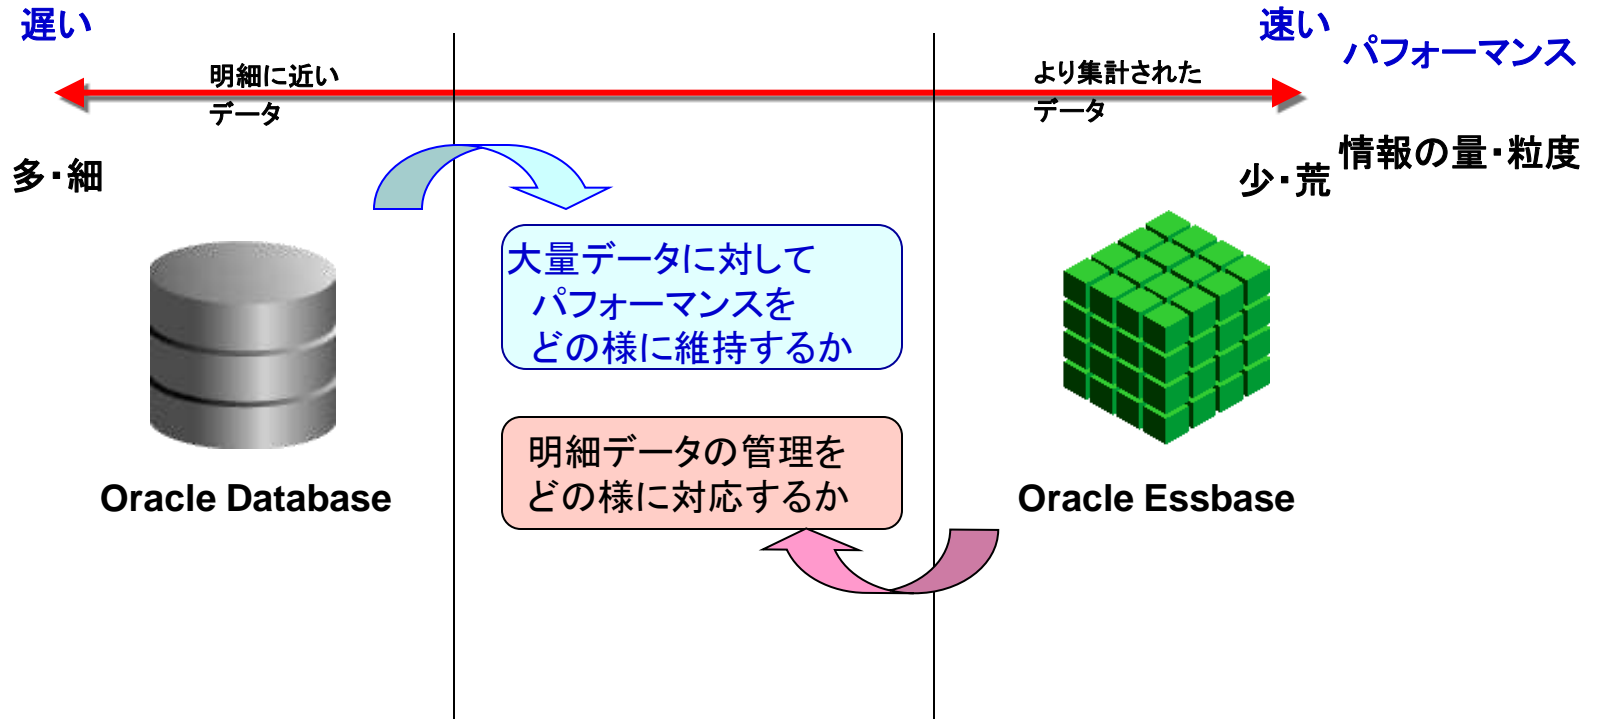 遅い
速い
パフォーマンス
明細に近い
データ
より集計された
データ
多・細
少・荒
情報の量・粒度
大量データに対して
パフォーマンスを
どの様に維持するか
明細データの管理を
どの様に対応するか
Oracle Database
Oracle Essbase